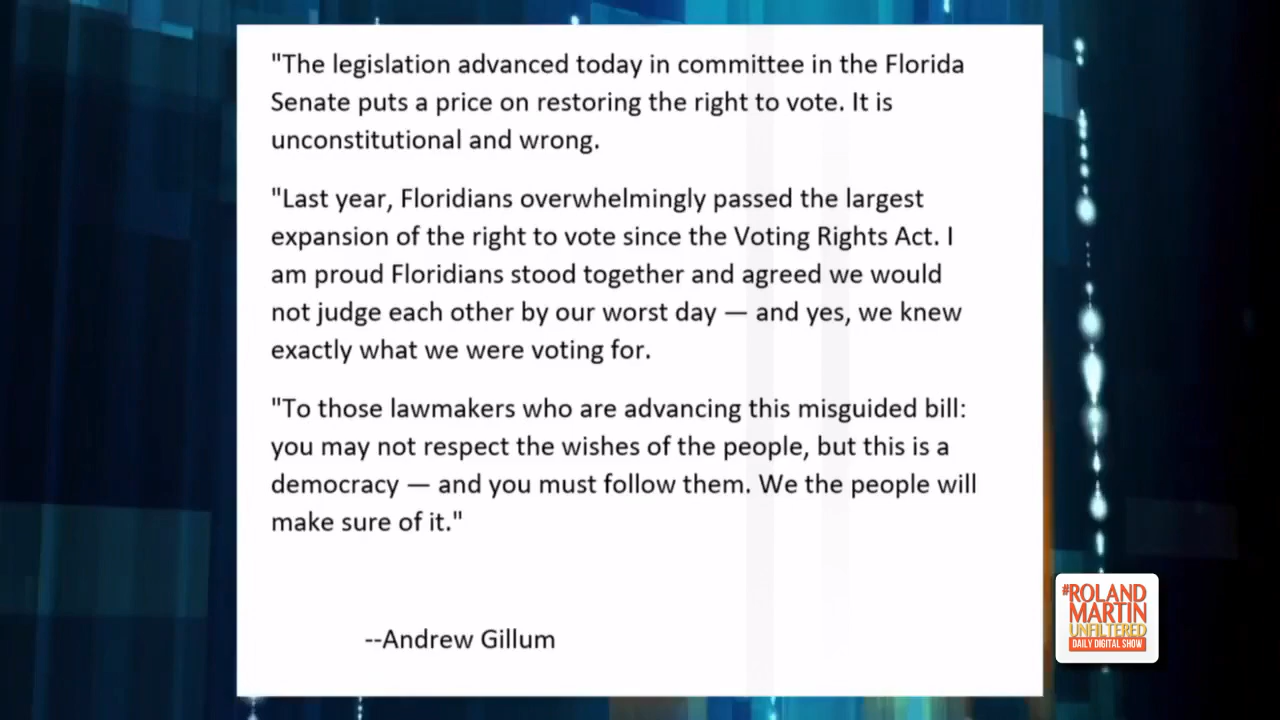 "The legislation advanced today in committee in the Florida
Senate puts a price on restoring the right to vote. It is
unconstitutional and wrong.
"Last year, Floridians overwhelmingly passed the largest
expansion of the right to vote since the Voting Rights Act. I
am proud Floridians stood together and agreed we would
not judge each other by our worst day — and yes, we knew
exactly what we were voting for.
"To those lawmakers who are advancing this misguided bill:
you may not respect the wishes of the people, but this is a
democracy — and you must follow them. We the people will
make sure of it."
--Andrew Gillum
#ROLAND
MARTIN
UNFILTERED
DAILY DIGITAL SHOW